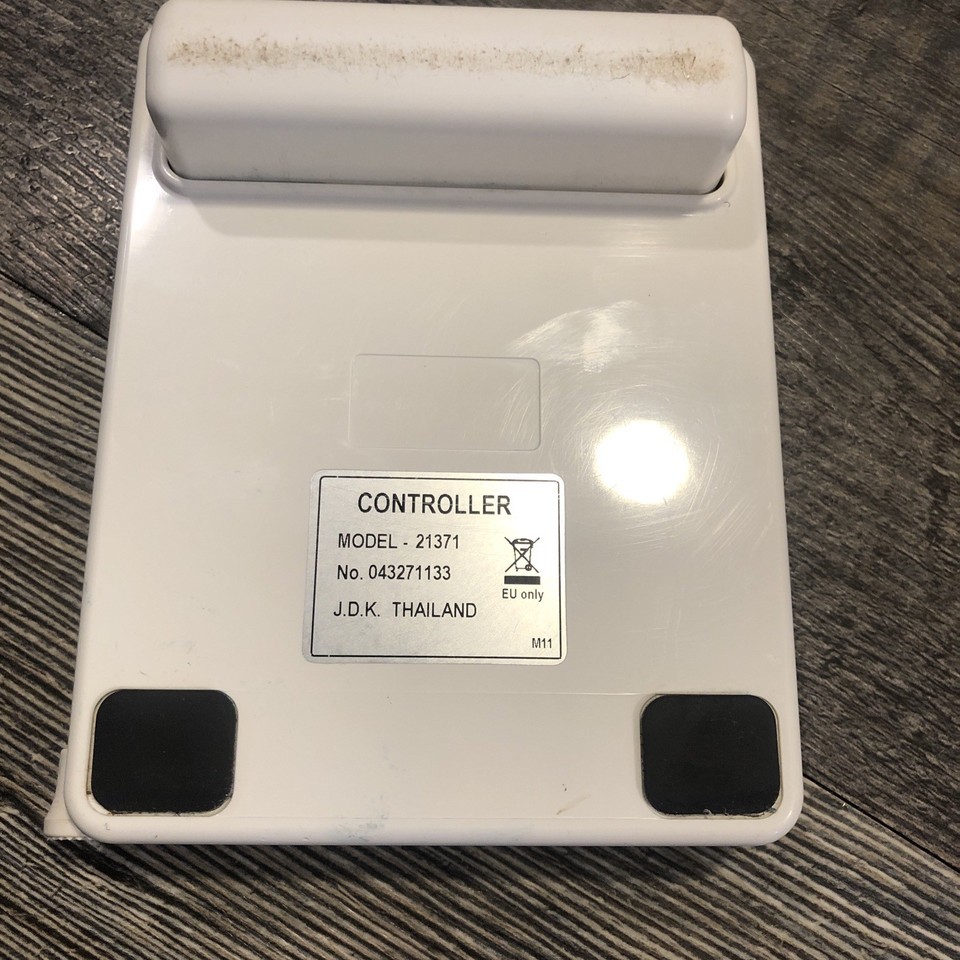 CONTROLLER
MODEL - 21371
No. 043271133
EU only
J.D.K. THAILAND
M11